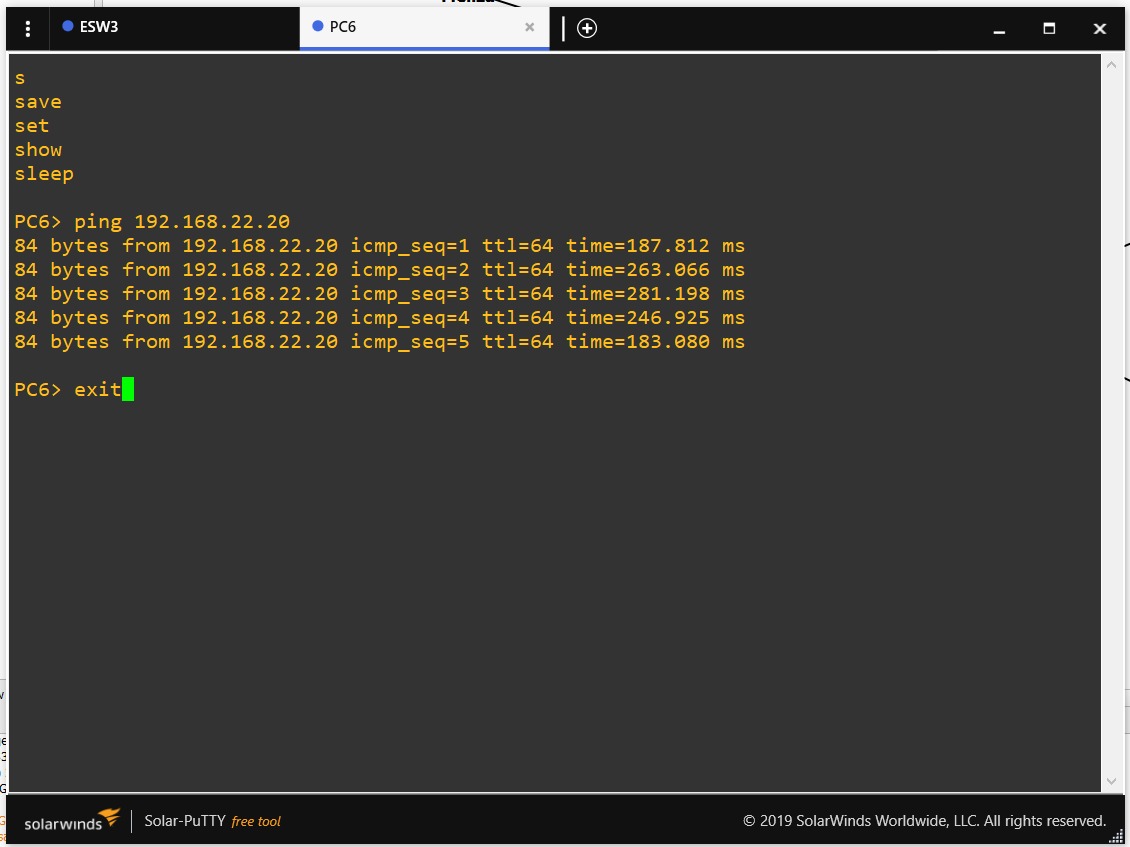 ESW3
PC6
s
save
set
show
sleep
PC6> ping 192.168.22.20
84 bytes from 192.168.22.20 icmp_seq=1 ttl=64 time=187.812 ms
84 bytes from 192.168.22.20 icmp_seq=2 ttl=64 time=263.066 ms
84 bytes from 192.168.22.20 icmp_seq=3 ttl=64 time=281.198 ms
84 bytes from 192.168.22.20 icmp_seq=4 ttl=64 time=246.925 ms
84 bytes from 192.168.22.20 icmp_seq=5 ttl=64 time=183.080 ms
PC6> exit
solarwinds Solar-PuTTY free tool © 2019 SolarWinds Worldwide, LLC. All rights reserved.